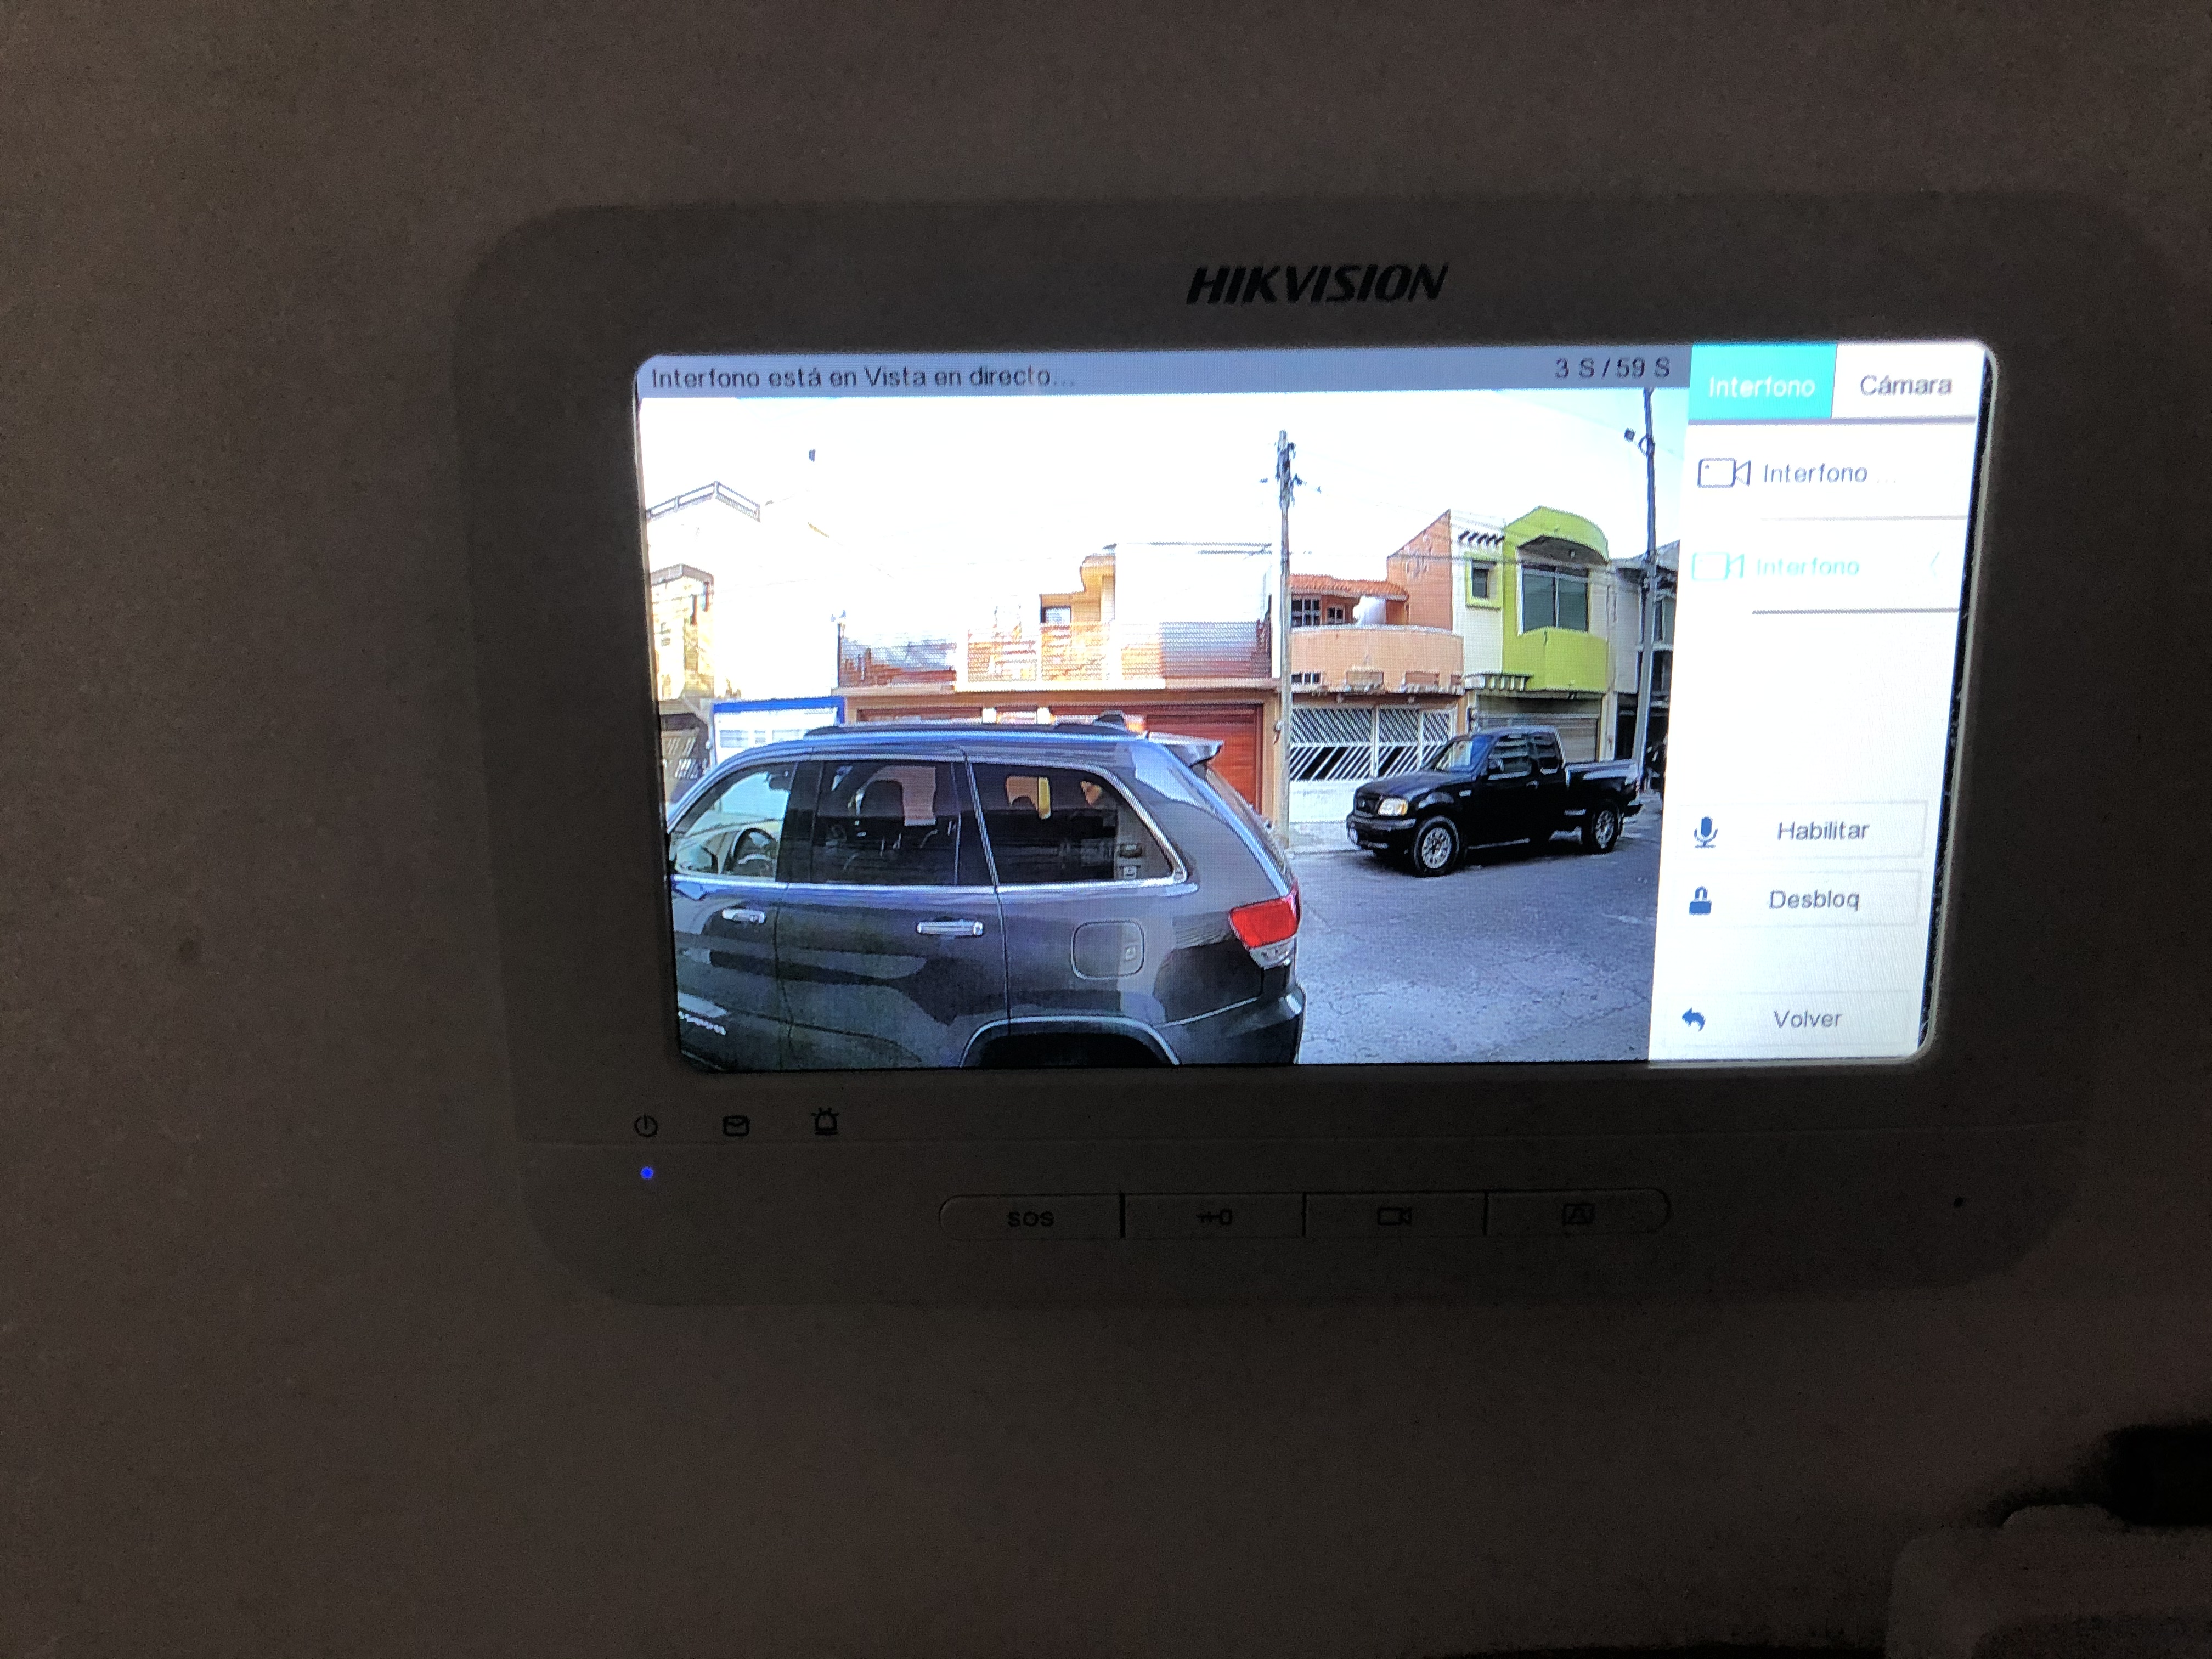 HIKVISION
Interfono está en Vista en directo...
3 S / 59 S
Interfono
Cámara
Interfono ...
Interfono
Habilitar
Desbloq
Volver
SOS